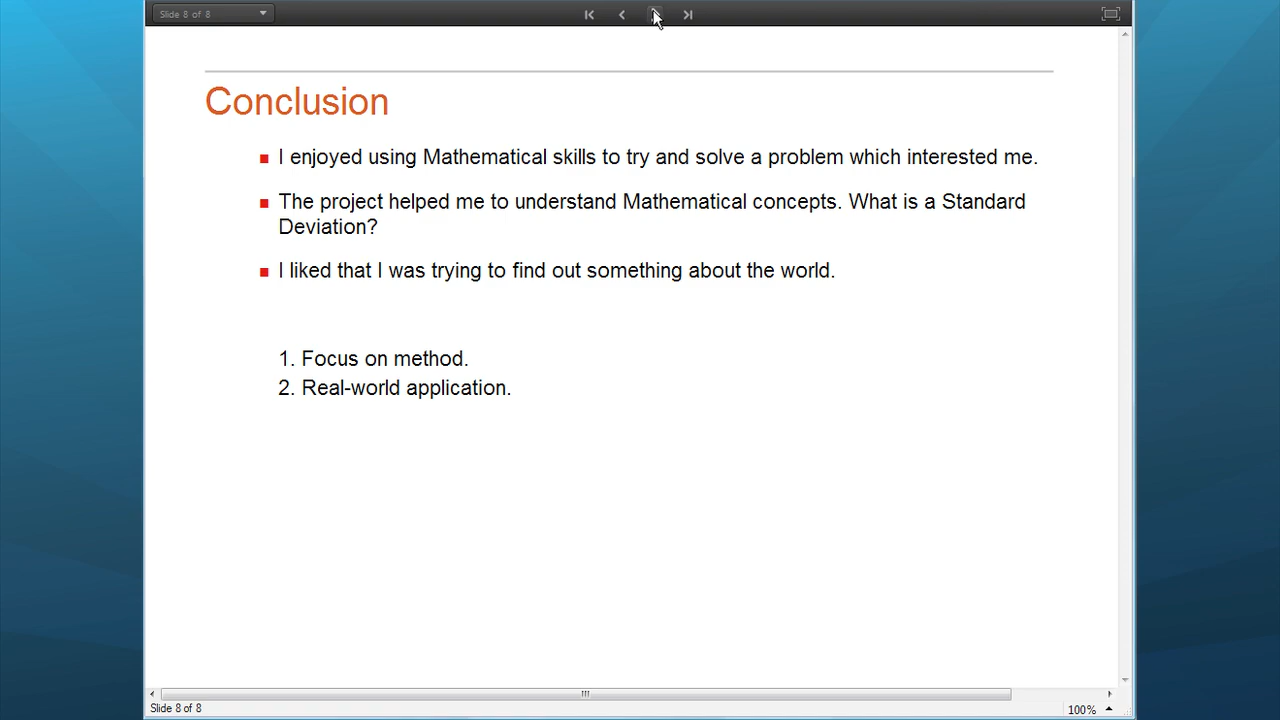 Slide 8 of 8
Conclusion
I enjoyed using Mathematical skills to try and solve a problem which interested me.
The project helped me to understand Mathematical concepts. What is a Standard
Deviation?
I liked that I was trying to find out something about the world.
1. Focus on method.
2. Real-world application.
Slide 8 of 8
100%